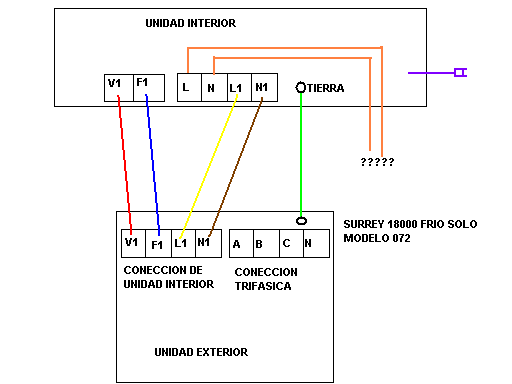 UNIDAD INTERIOR
V1 F1 L N L1 N1 TIERRA
?????
SURREY 18000 FRIO SOLO
MODELO 072
V1 F1 L1 N1 A B C N
CONECCION DE
UNIDAD INTERIOR
CONECCION
TRIFASICA
UNIDAD EXTERIOR